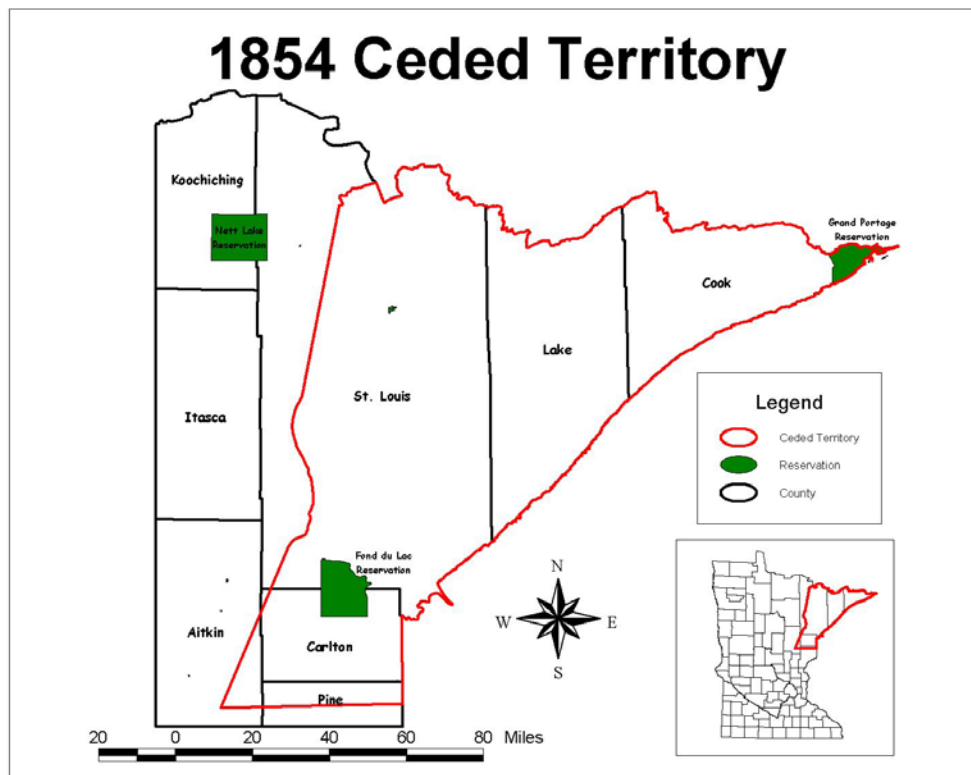 1854 Ceded Territory
Koochiching
Nett Lake
Reservation
Grand Portage
Reservation
Cook
Lake
St. Louis
Itasca
Legend
Ceded Territory
Reservation
County
Fond du Lac
Reservation
N
W
E
S
Aitkin
Carlton
Pine
20 0 20 40 60 80 Miles